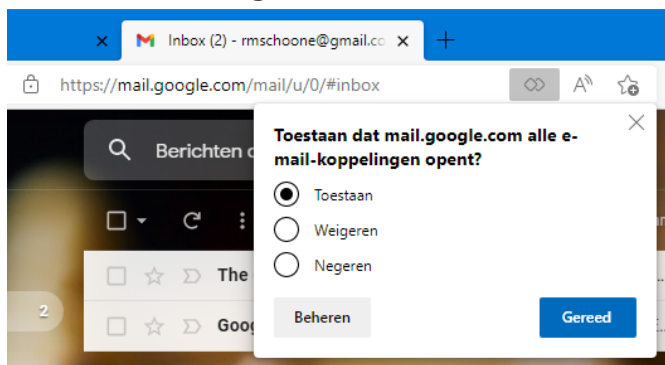 Inbox (2) - rmschoone@gmail.co
https://mail.google.com/mail/u/0/#inbox
Berichten
Toestaan dat mail.google.com alle e-
mail-koppelingen opent?
Toestaan
Weigeren
Negeren
Beheren
Gereed
The
2
Goog